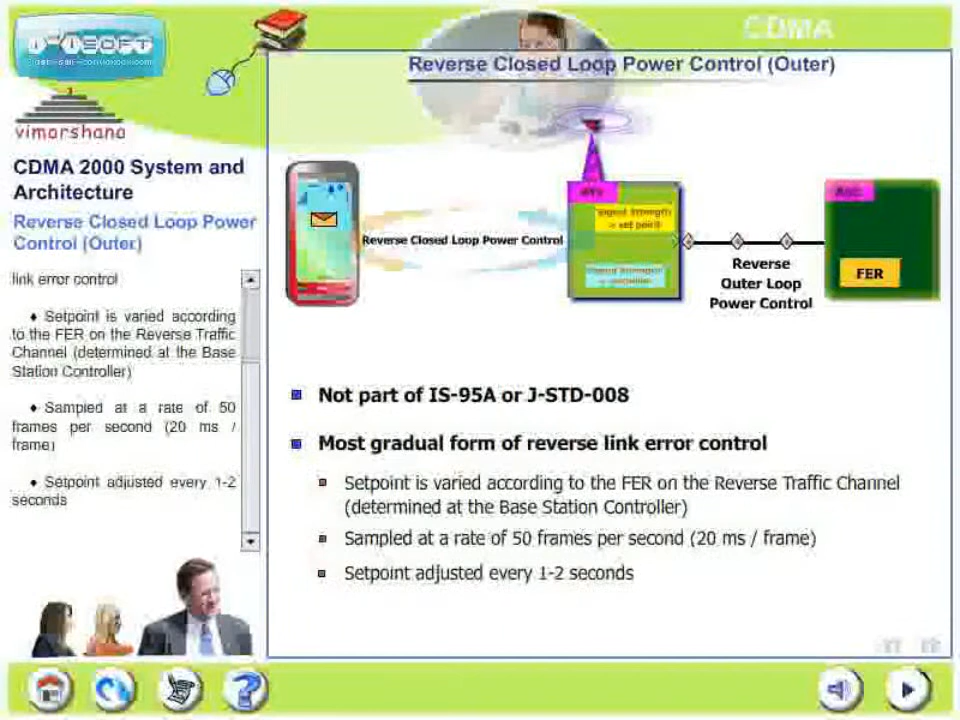 CDMA
vimarshana
Reverse Closed Loop Power Control (Outer)
CDMA 2000 System and
Architecture
Reverse Closed Loop Power
Control (Outer)
link error control
♦ Setpoint is varied according
to the FER on the Reverse Traffic
Channel (determined at the Base
Station Controller)
♦ Sampled at a rate of 50
frames per second (20 ms /
frame)
♦ Setpoint adjusted every 1-2
seconds
Reverse Closed Loop Power Control
Signal Strength
Reverse
Outer Loop
Power Control
FER
Not part of IS-95A or J-STD-008
Most gradual form of reverse link error control
Setpoint is varied according to the FER on the Reverse Traffic Channel
(determined at the Base Station Controller)
Sampled at a rate of 50 frames per second (20 ms / frame)
Setpoint adjusted every 1-2 seconds